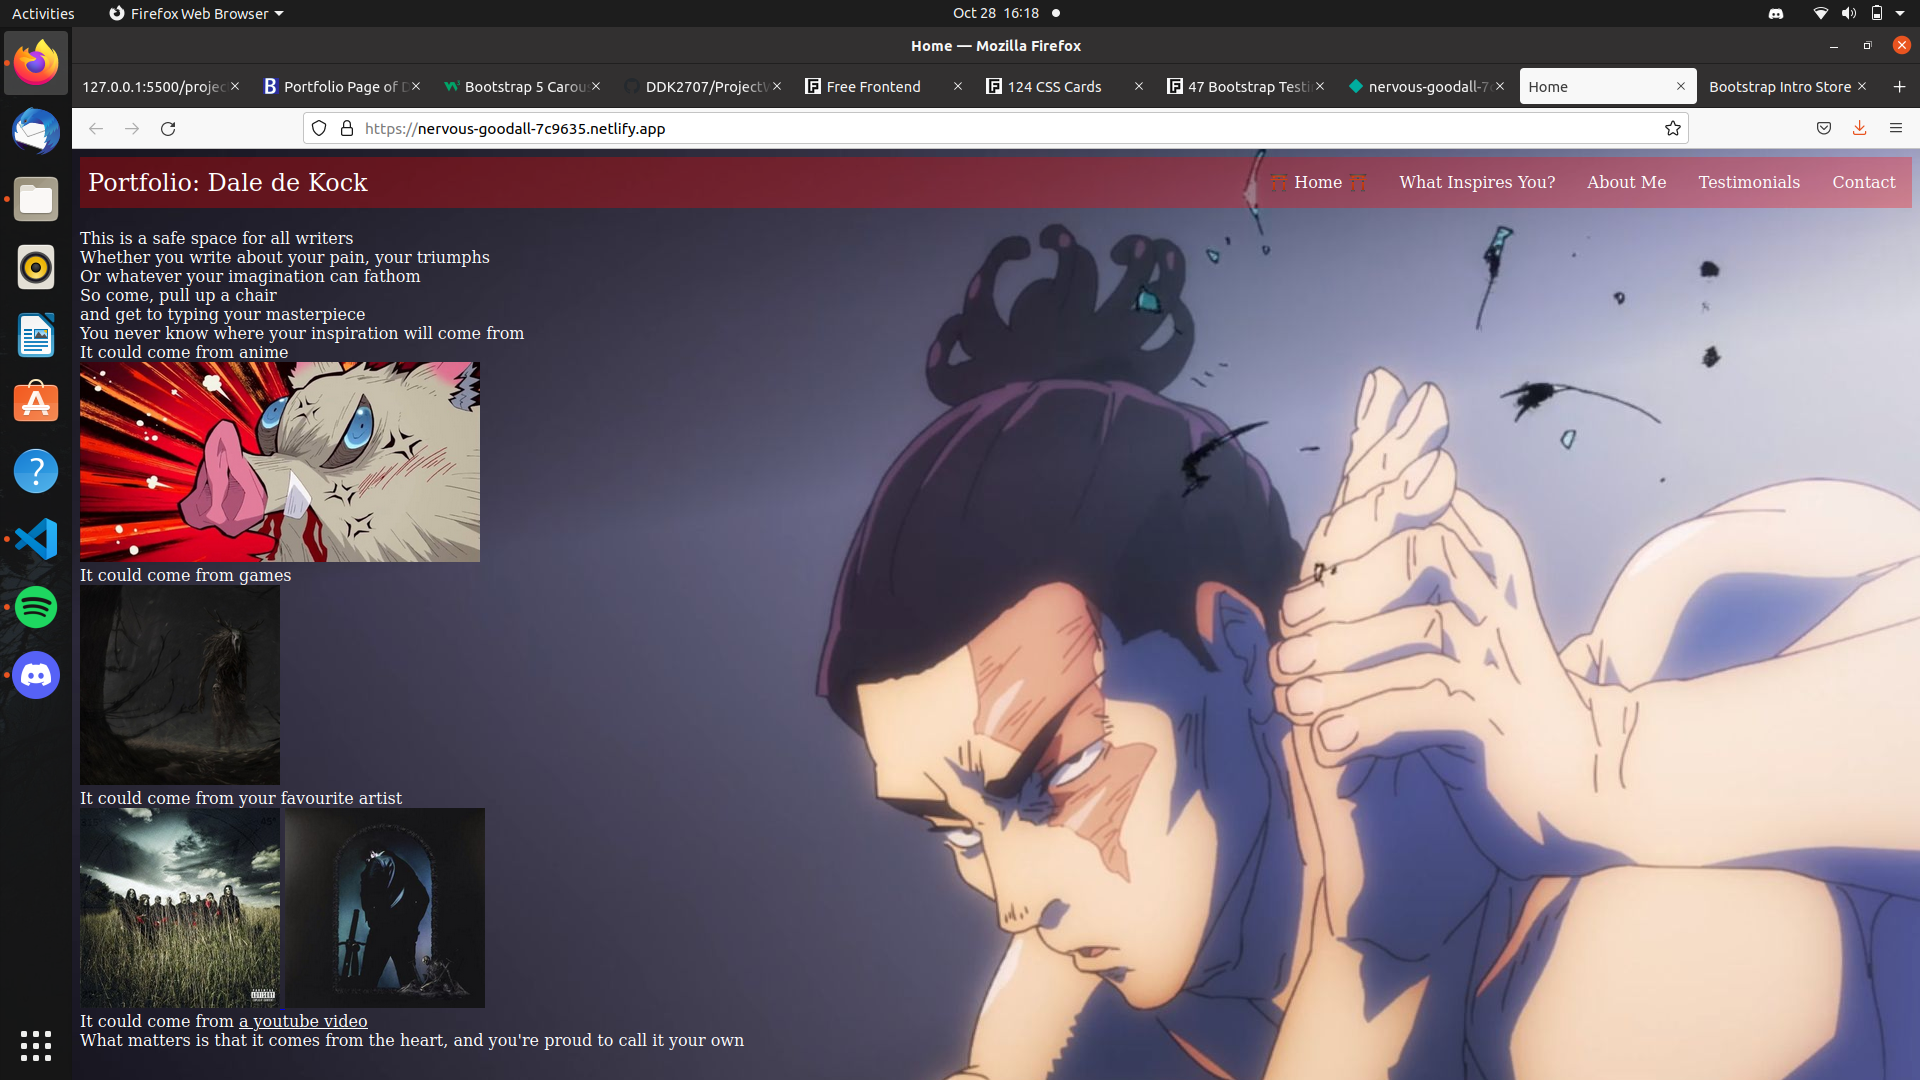 Activities
Firefox Web Browser
Oct 28 16:18
Home — Mozilla Firefox
127.0.0.1:5500/projec
Portfolio Page of D
Bootstrap 5 Carou
DDK2707/ProjectW
Free Frontend
124 CSS Cards
47 Bootstrap Testi
nervous-goodall-7c
Home
Bootstrap Intro Store
https://nervous-goodall-7c9635.netlify.app
Portfolio: Dale de Kock
Home
What Inspires You?
About Me
Testimonials
Contact
This is a safe space for all writers
Whether you write about your pain, your triumphs
Or whatever your imagination can fathom
So come, pull up a chair
and get to typing your masterpiece
You never know where your inspiration will come from
It could come from anime
It could come from games
It could come from your favourite artist
It could come from a youtube video
What matters is that it comes from the heart, and you're proud to call it your own